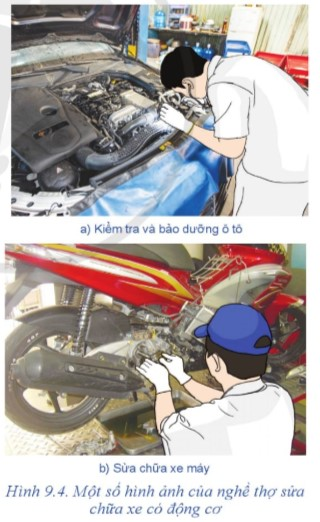 a) Kiểm tra và bảo dưỡng ô tô
b) Sửa chữa xe máy
Hình 9.4. Một số hình ảnh của nghề thợ sửa
chữa xe có động cơ